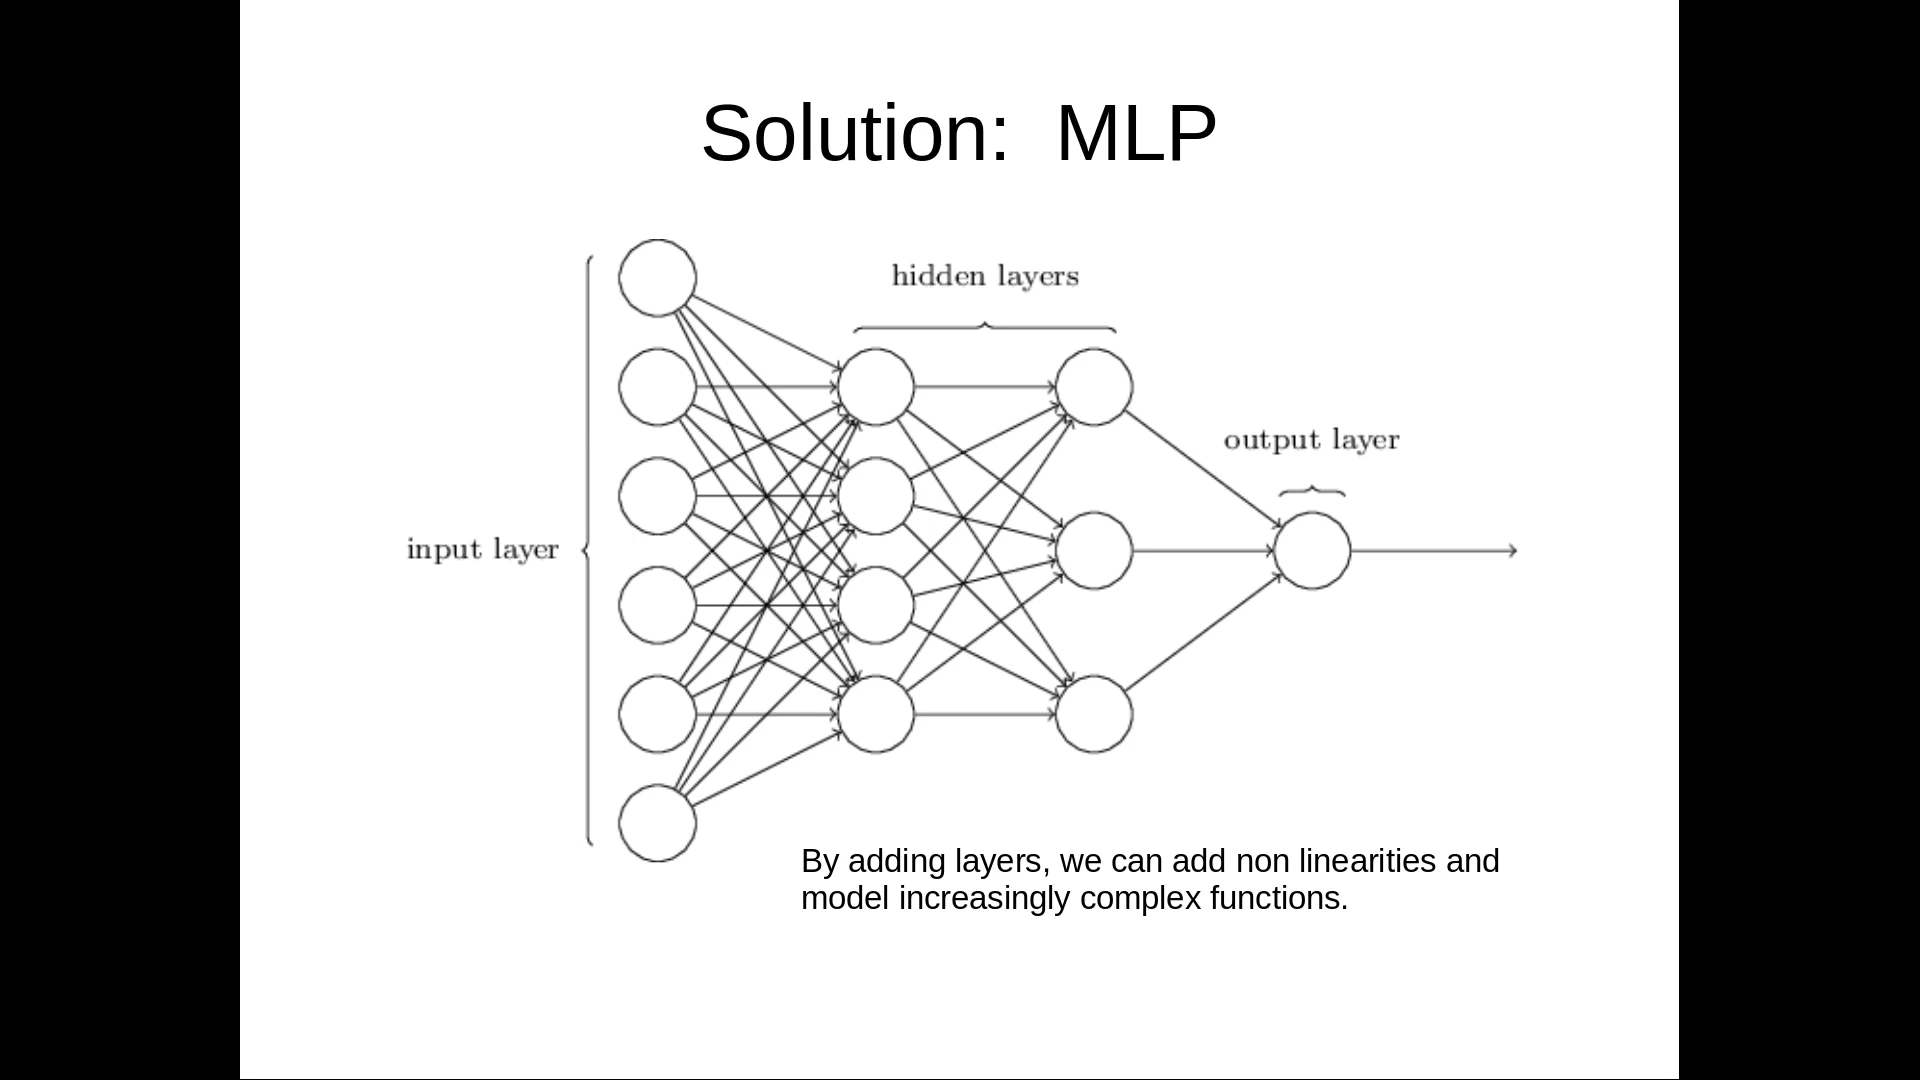 Solution:  MLP
hidden layers
output layer
input layer
By adding layers, we can add non linearities and
model increasingly complex functions.